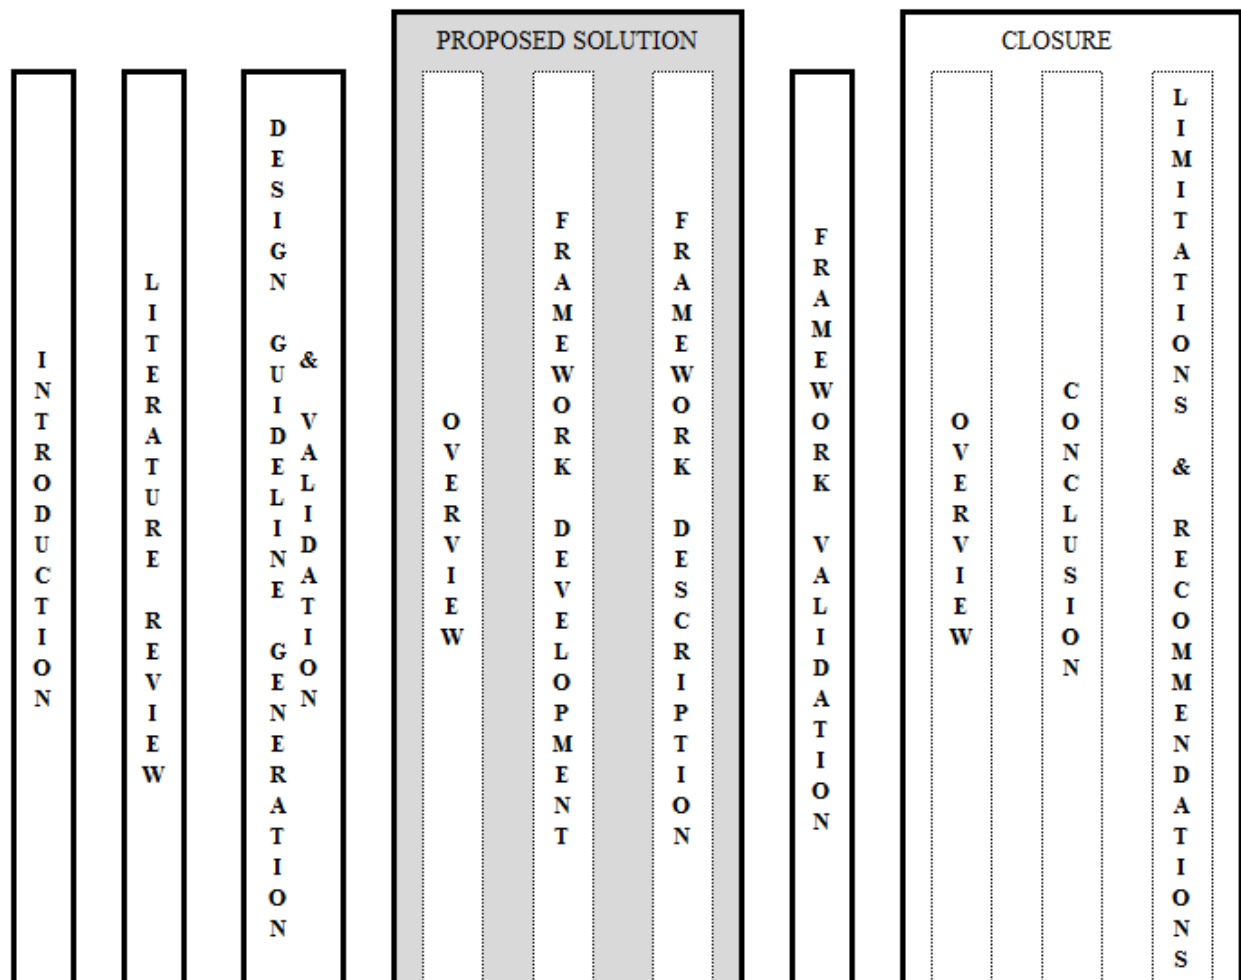 PROPOSED SOLUTION
CLOSURE
INTRODUCTION
LITERATURE REVIEW
DESIGN GUIDELINE GENERATION
& VALIDATION
OVERVIEW
FRAMEWORK DEVELOPMENT
FRAMEWORK DESCRIPTION
FRAMEWORK VALIDATION
OVERVIEW
CONCLUSION
LIMITATIONS & RECOMMENDATIONS